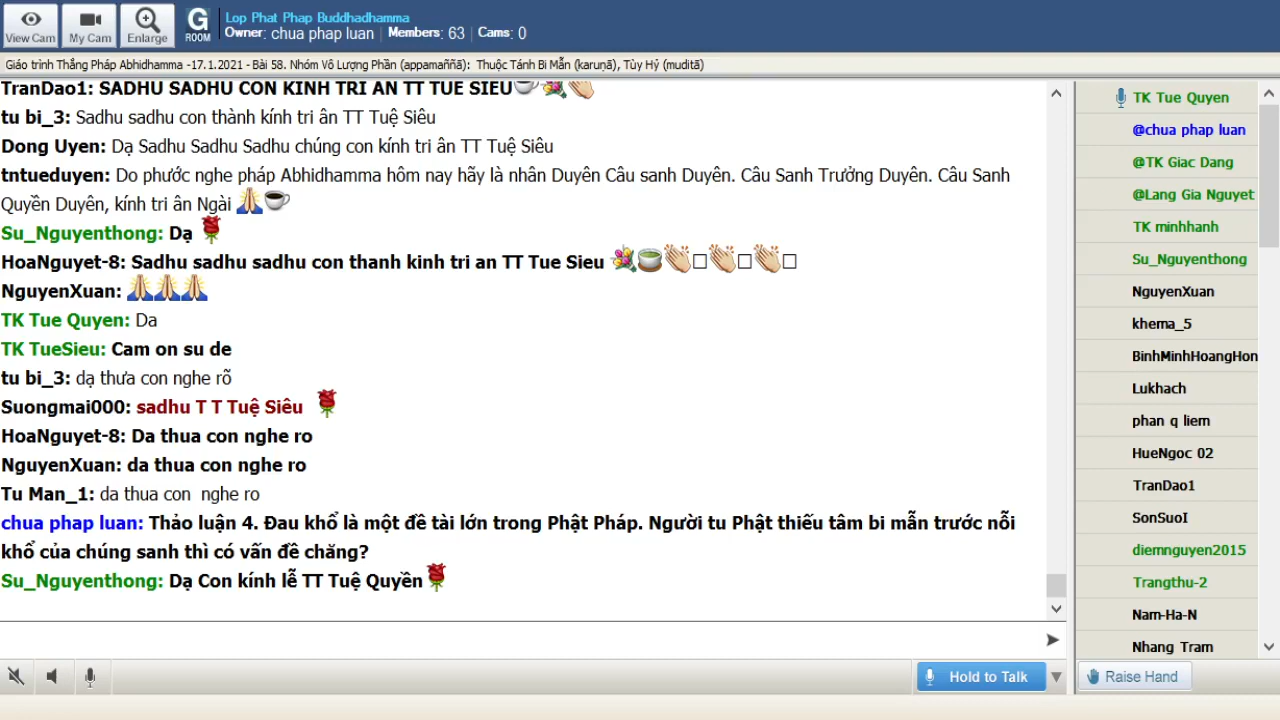 View Cam
My Cam
Enlarge
G
ROOM
Lop Phat Phap Buddhadhamma
Owner: chua phap luan | Members: 63 | Cams: 0
Giáo trình Thắng Pháp Abhidhamma -17.1.2021 - Bài 58. Nhóm Vô Lượng Phần (appamaññā): Thuộc Tánh Bi Mẫn (karuṇā), Tùy Hỷ (muditā)
TranDao1: SADHU SADHU CON KINH TRI AN TT TUE SIEU
tu bi_3: Sadhu sadhu con thành kính tri ân TT Tuệ Siêu
Dong Uyen: Dạ Sadhu Sadhu Sadhu chúng con kính tri ân TT Tuệ Siêu
tntueduyen: Do phước nghe pháp Abhidhamma hôm nay hãy là nhân Duyên Câu sanh Duyên. Câu Sanh Trưởng Duyên. Câu Sanh
Quyền Duyên, kính tri ân Ngài
Su_Nguyenthong: Dạ
HoaNguyet-8: Sadhu sadhu sadhu con thanh kinh tri an TT Tue Sieu
NguyenXuan:
TK Tue Quyen: Da
TK TueSieu: Cam on su de
tu bi_3: dạ thưa con nghe rõ
Suongmai000: sadhu T T Tuệ Siêu
HoaNguyet-8: Da thua con nghe ro
NguyenXuan: da thua con nghe ro
Tu Man_1: da thua con  nghe ro
chua phap luan: Thảo luận 4. Đau khổ là một đề tài lớn trong Phật Pháp. Người tu Phật thiếu tâm bi mẫn trước nỗi
khổ của chúng sanh thì có vấn đề chăng?
Su_Nguyenthong: Dạ Con kính lễ TT Tuệ Quyền
Hold to Talk
TK Tue Quyen
@chua phap luan
@TK Giac Dang
@Lang Gia Nguyet
TK minhhanh
Su_Nguyenthong
NguyenXuan
khema_5
BinhMinhHoangHon
Lukhach
phan q liem
HueNgoc 02
TranDao1
SonSuoI
diemnguyen2015
Trangthu-2
Nam-Ha-N
Nhang Tram
Raise Hand